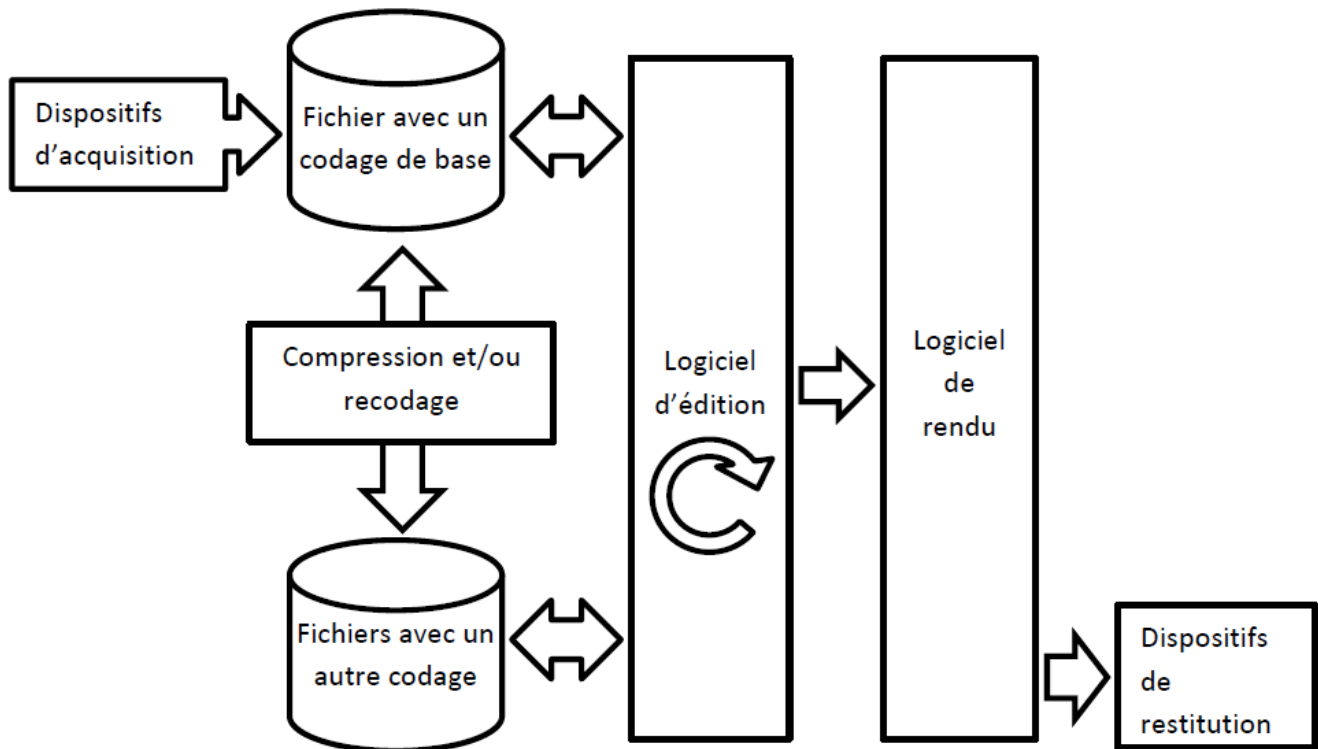 Dispositifs
d’acquisition
Fichier avec un
codage de base
Compression et/ou
recodage
Fichiers avec un
autre codage
Logiciel
d’édition
Logiciel
de
rendu
Dispositifs
de
restitution